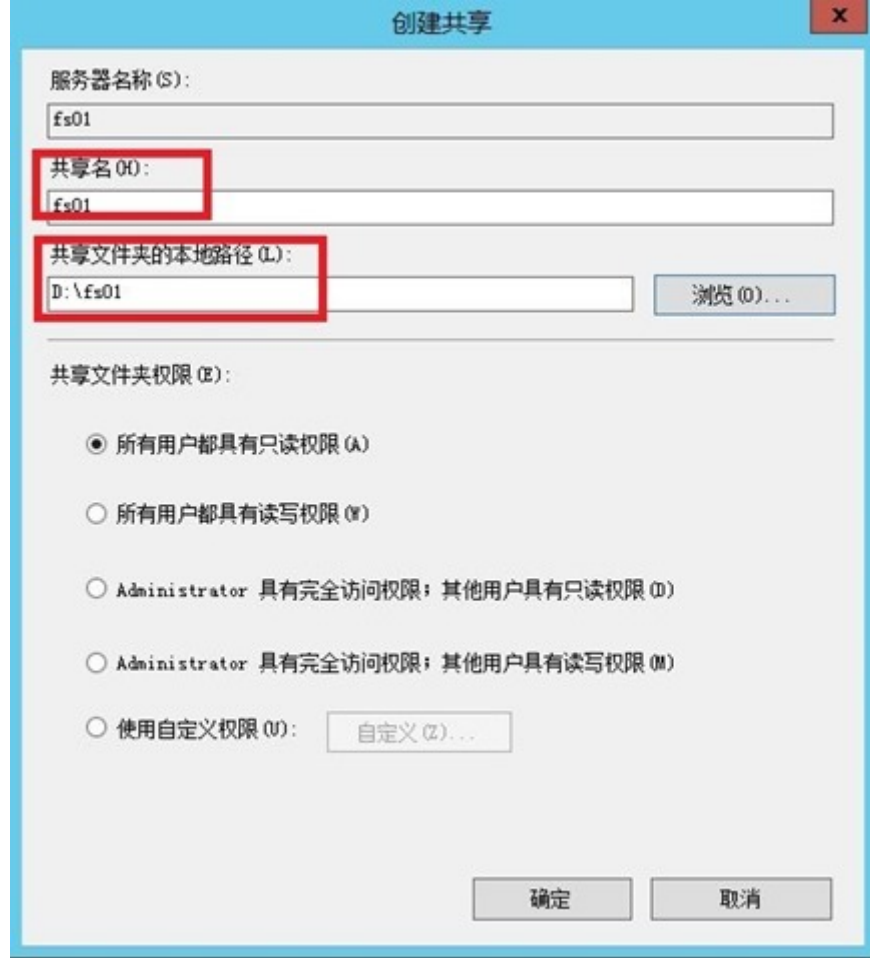 创建共享
x
服务器名称(S):
fs01
共享名(H):
fs01
共享文件夹的本地路径(L):
D:\fs01
浏览(O)...
共享文件夹权限(E):
所有用户都具有只读权限(A)
所有用户都具有读写权限(W)
Administrator 具有完全访问权限; 其他用户具有只读权限(D)
Administrator 具有完全访问权限; 其他用户具有读写权限(M)
使用自定义权限(U):
自定义(Z)...
确定
取消